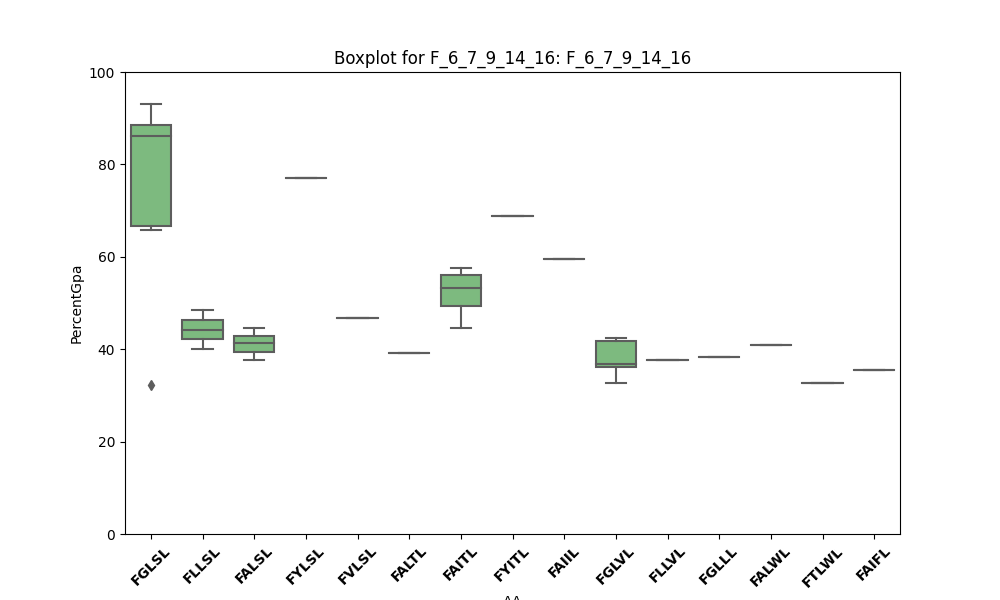 Boxplot for F_6_7_9_14_16: F_6_7_9_14_16
100
80
60
40
20
0
PercentGpa
FGLSL
FLLSL
FALSL
FYLSL
FVLSL
FALTL
FAITL
FYITL
FAIIL
FGLVL
FLLVL
FGLLL
FALWL
FTLWL
FAIFL
AA